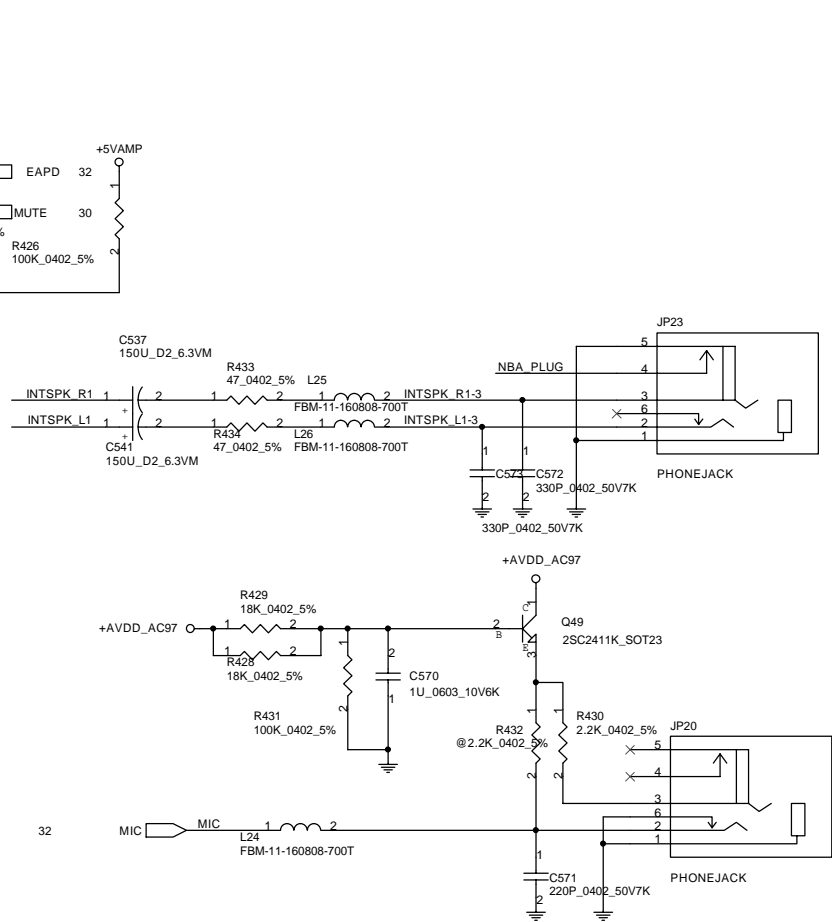 +5VAMP
EAPD 32
1
MUTE 30
%
R426
100K_0402_5%
2
C537
150U_D2_6.3VM
JP23
R433
47_0402_5%
L25
INTSPK_R1 1 + 2 1 2 1 2 INTSPK_R1-3
FBM-11-160808-700T
INTSPK_L1 1 + 2 1 2 1 2 INTSPK_L1-3
C541
150U_D2_6.3VM
R434
47_0402_5%
L26
FBM-11-160808-700T
5
NBA_PLUG 4
3
6
2
1
PHONEJACK
1 1
C573 C572
330P_0402_50V7K
2 2
330P_0402_50V7K
+AVDD_AC97
R429
18K_0402_5%
+AVDD_AC97 1 2
1 2
R428
18K_0402_5%
C 1
2 B
E 3
Q49
2SC2411K_SOT23
1 2
R431
100K_0402_5%
2 1
C570
1U_0603_10V6K
1 2
R432
@2.2K_0402_5%
1 2
R430
2.2K_0402_5%
JP20
5
4
3
6
2
1
PHONEJACK
32 MIC MIC 1 2
L24
FBM-11-160808-700T
1
C571
220P_0402_50V7K
2